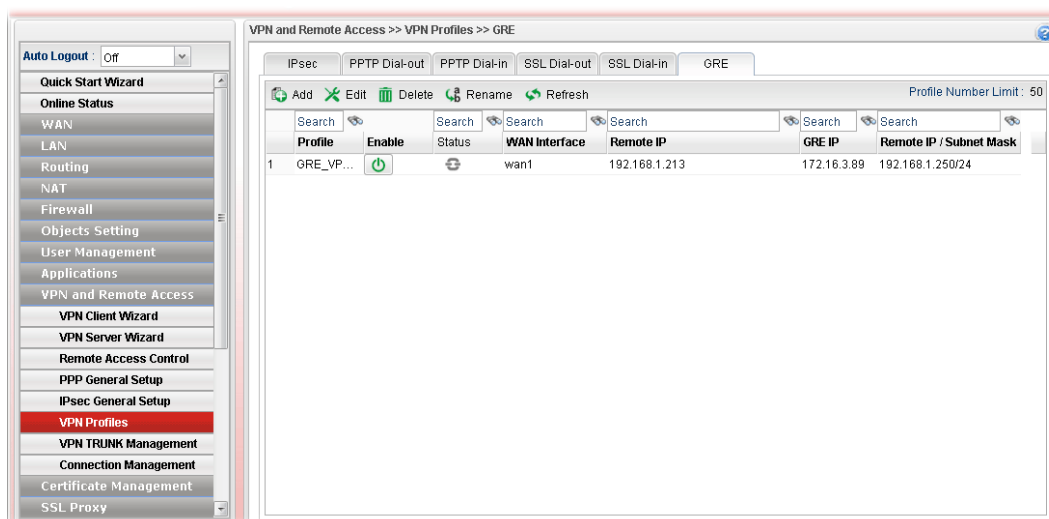 VPN and Remote Access >> VPN Profiles >> GRE
Auto Logout : Off
Quick Start Wizard
Online Status
WAN
LAN
Routing
NAT
Firewall
Objects Setting
User Management
Applications
VPN and Remote Access
VPN Client Wizard
VPN Server Wizard
Remote Access Control
PPP General Setup
IPsec General Setup
VPN Profiles
VPN TRUNK Management
Connection Management
Certificate Management
SSL Proxy
IPsec PPTP Dial-out PPTP Dial-in SSL Dial-out SSL Dial-in GRE
Add Edit Delete Rename Refresh Profile Number Limit : 50
Search Search Search Search Search Search
Profile Enable Status WAN Interface Remote IP GRE IP Remote IP / Subnet Mask
1 GRE_VP... wan1 192.168.1.213 172.16.3.89 192.168.1.250/24